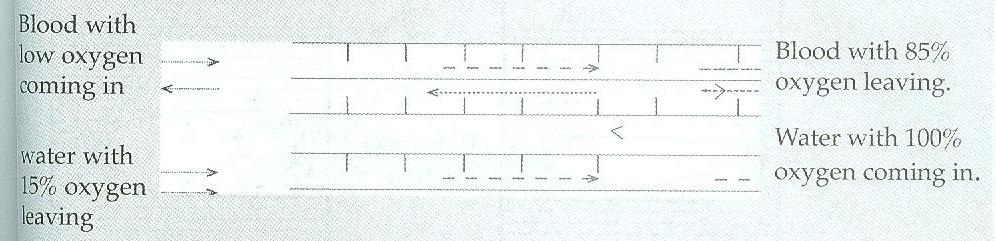 Blood with
low oxygen
coming in
water with
15% oxygen
leaving
Blood with 85%
oxygen leaving.
Water with 100%
oxygen coming in.